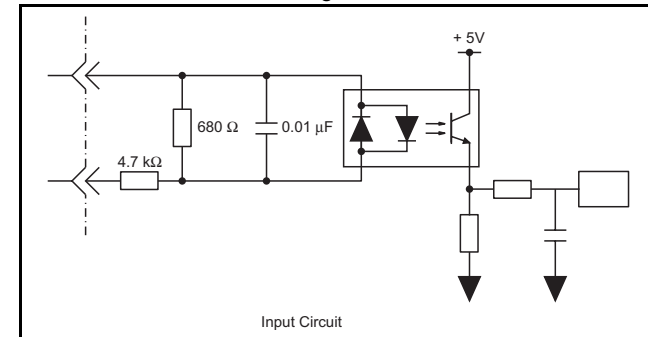 + 5V
680 Ω
0.01 μF
4.7 kΩ
Input Circuit